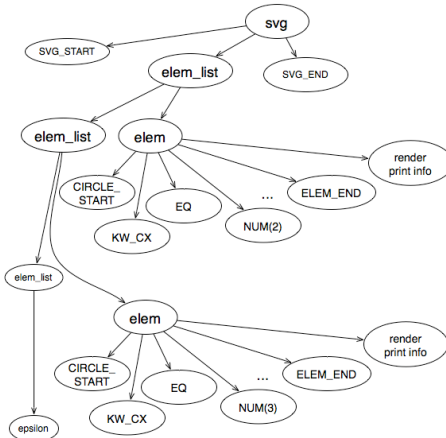 svg
SVG_START
elem_list
SVG_END
elem_list
elem
render
print info
CIRCLE_
START
EQ
...
ELEM_END
KW_CX
NUM(2)
elem_list
elem
render
print info
CIRCLE_
START
EQ
...
ELEM_END
KW_CX
NUM(3)
epsilon